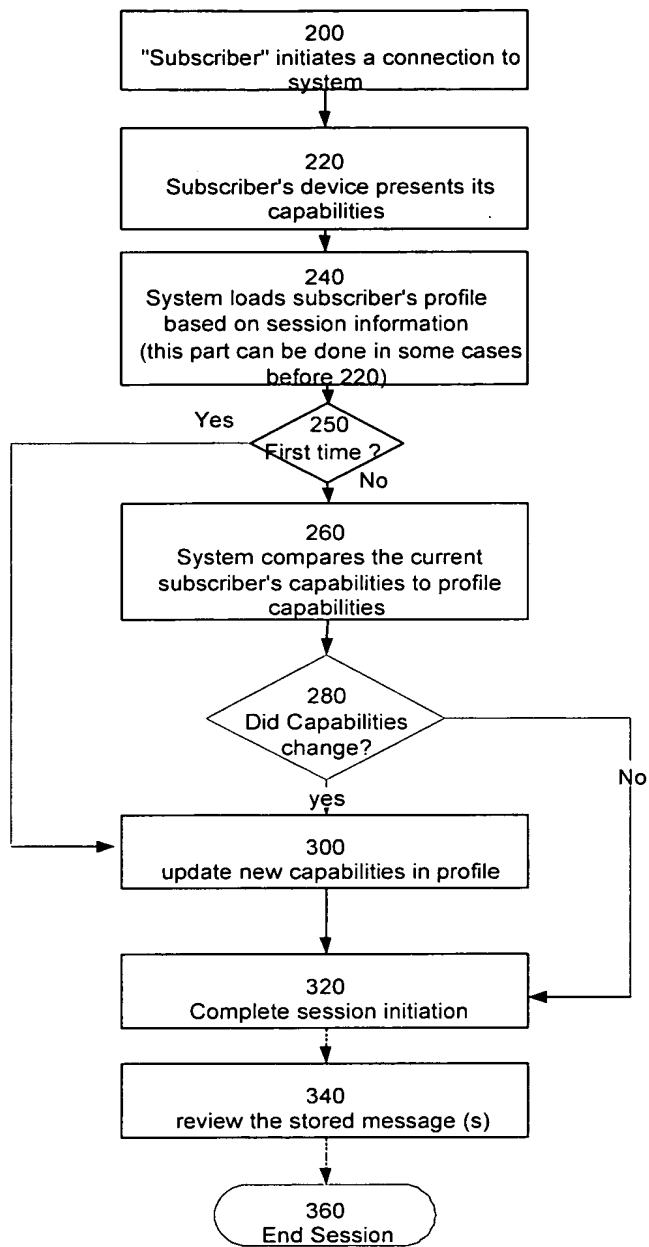 200
"Subscriber" initiates a connection to
system
220
Subscriber's device presents its
capabilities
240
System loads subscriber's profile
based on session information
(this part can be done in some cases
before 220)
Yes
250
First time ?
No
260
System compares the current
subscriber's capabilities to profile
capabilities
280
Did Capabilities
change?
No
yes
300
update new capabilities in profile
320
Complete session initiation
340
review the stored message (s)
360
End Session